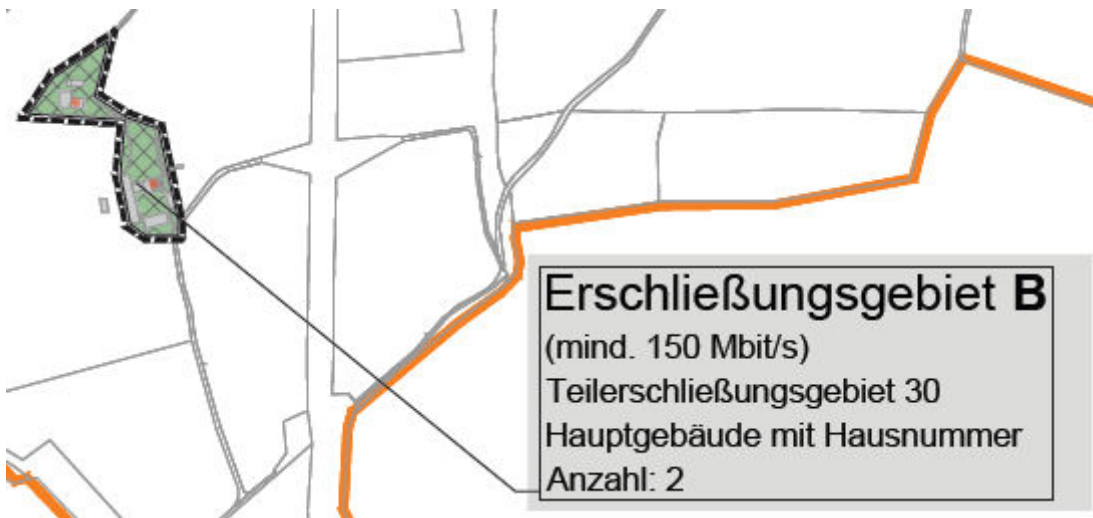 Erschließungsgebiet B
(mind. 150 Mbit/s)
Teilerschließungsgebiet 30
Hauptgebäude mit Hausnummer
Anzahl: 2